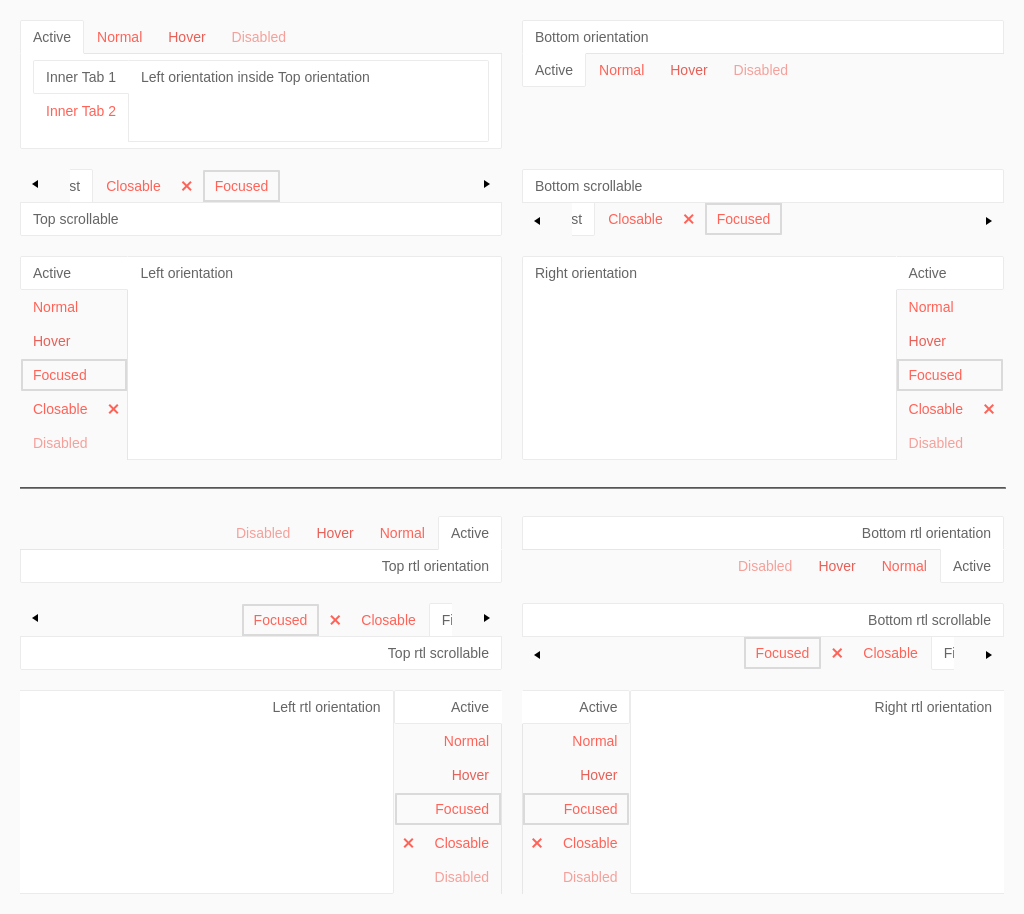 Active Normal Hover Disabled
Inner Tab 1 Left orientation inside Top orientation
Inner Tab 2
Bottom orientation
Active Normal Hover Disabled
st Closable Focused
Top scrollable
Bottom scrollable
st Closable Focused
Active Left orientation
Normal
Hover
Focused
Closable
Disabled
Right orientation Active
Normal
Hover
Focused
Closable
Disabled
Disabled Hover Normal Active
Top rtl orientation
Bottom rtl orientation
Disabled Hover Normal Active
Focused Closable Fi
Top rtl scrollable
Bottom rtl scrollable
Focused Closable Fi
Left rtl orientation Active
Normal
Hover
Focused
Closable
Disabled
Active Right rtl orientation
Normal
Hover
Focused
Closable
Disabled